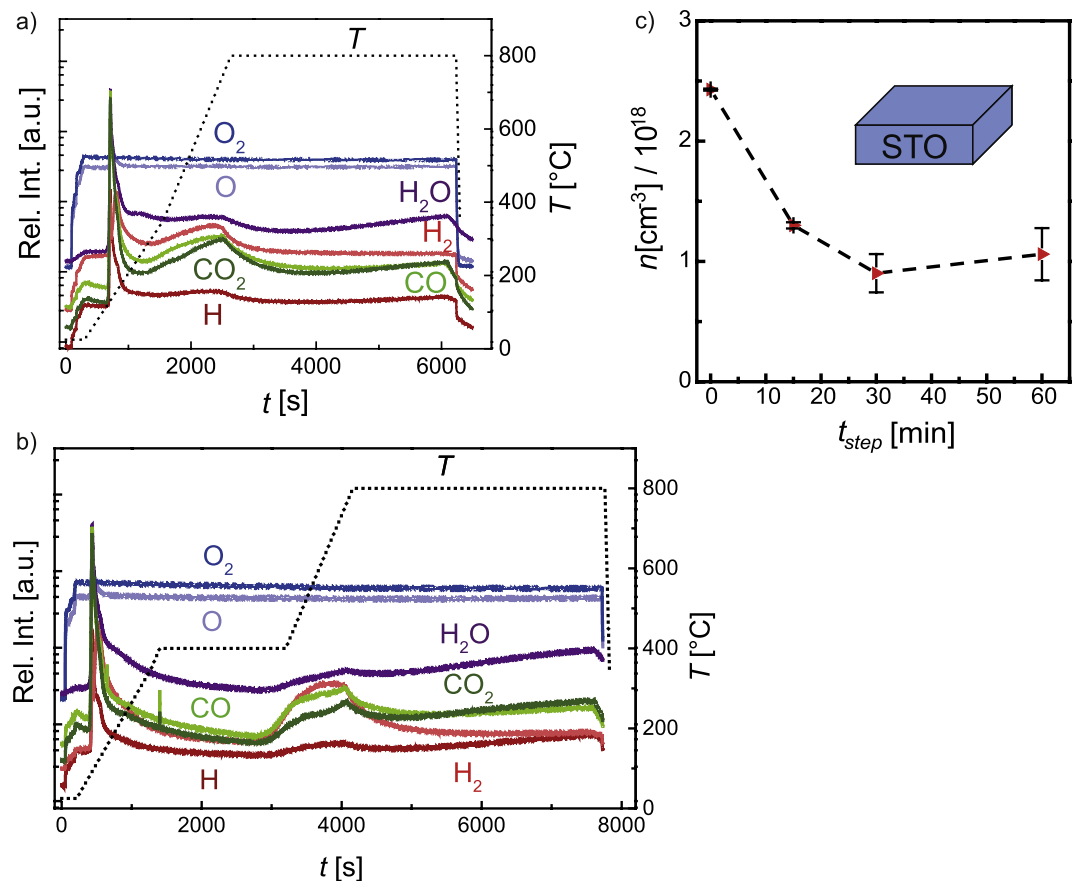 a)
T
O₂
O
H₂O
H₂
CO₂
CO
H
Rel. Int. [a.u.]
800
600
400
200
0
T [°C]
0 2000 4000 6000
t [s]
b)
T
O₂
O
H₂O
CO
CO₂
H
H₂
Rel. Int. [a.u.]
800
600
400
200
0
T [°C]
0 2000 4000 6000 8000
t [s]
c)
3
2
1
0
n[cm⁻³] / 10¹⁸
STO
0 10 20 30 40 50 60
t_step [min]